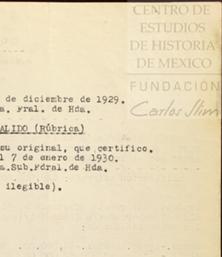 CENTRO DE
ESTUDIOS
DE HISTORIA
DE MEXICO
FUNDACIÓN
Carlos Slim
de diciembre de 1929.
a. Fral. de Hda.
ALIDO (Rúbrica)
su original, que certifico.
l 7 de enero de 1930.
a.Sub.Fdral.de Hda.
ilegible).